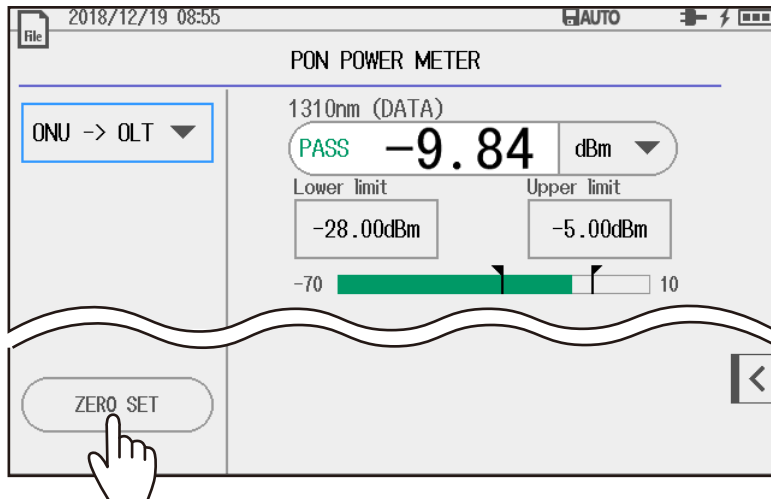 2018/12/19 08:55
AUTO
File
PON POWER METER
ONU -> OLT
1310nm (DATA)
PASS -9.84 dBm
Lower limit Upper limit
-28.00dBm -5.00dBm
-70 10
ZERO SET